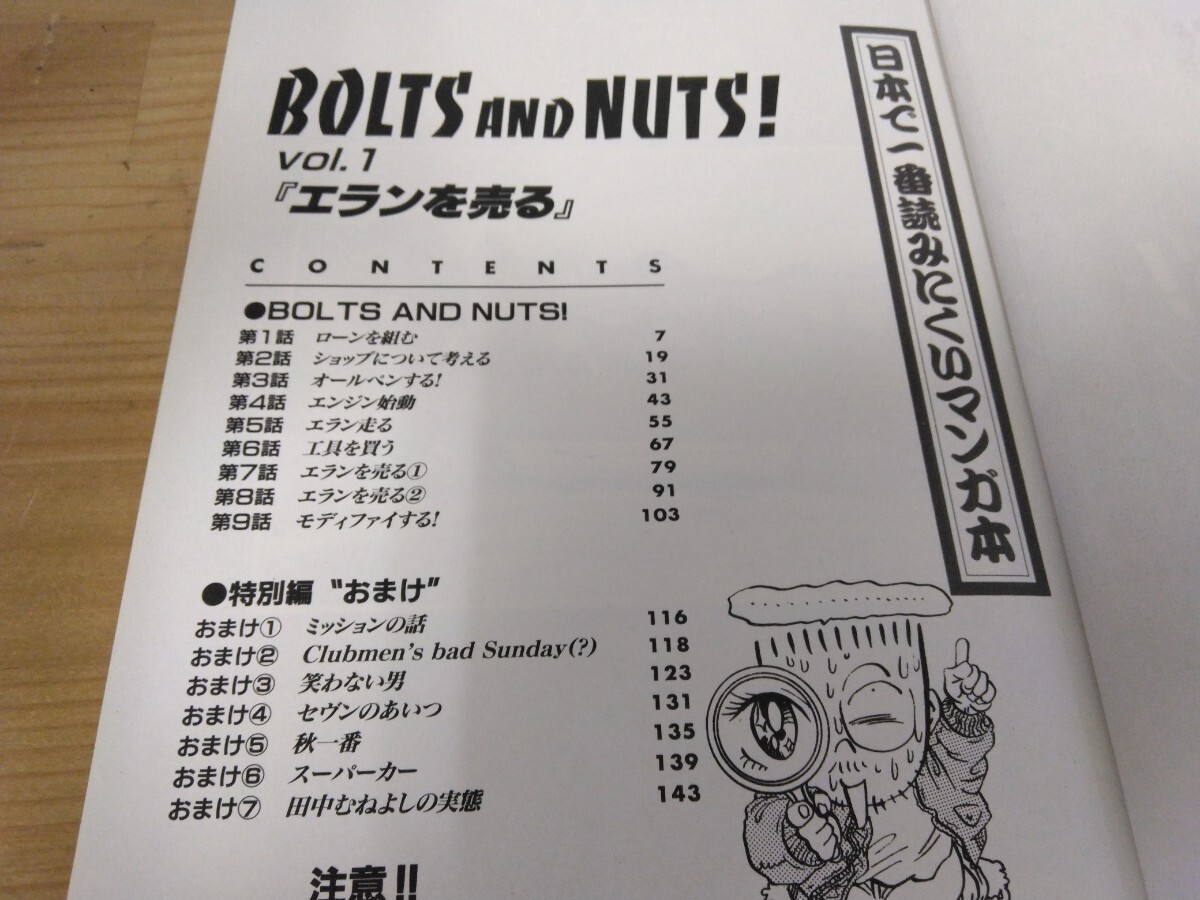 BOLTS AND NUTS!
vol.1
『エランを売る』
CONTENTS
●BOLTS AND NUTS!
第1話 ローンを組む 7
第2話 ショップについて考える 19
第3話 オールペンする! 31
第4話 エンジン始動 43
第5話 エラン走る 55
第6話 工具を買う 67
第7話 エランを売る① 79
第8話 エランを売る② 91
第9話 モディファイする! 103
●特別編 〝おまけ〟
おまけ① ミッションの話 116
おまけ② Clubmen's bad Sunday(?) 118
おまけ③ 笑わない男 123
おまけ④ セヴンのあいつ 131
おまけ⑤ 秋一番 135
おまけ⑥ スーパーカー 139
おまけ⑦ 田中むねよしの実態 143
注意!!
日本で一番読みにくいマンガ本